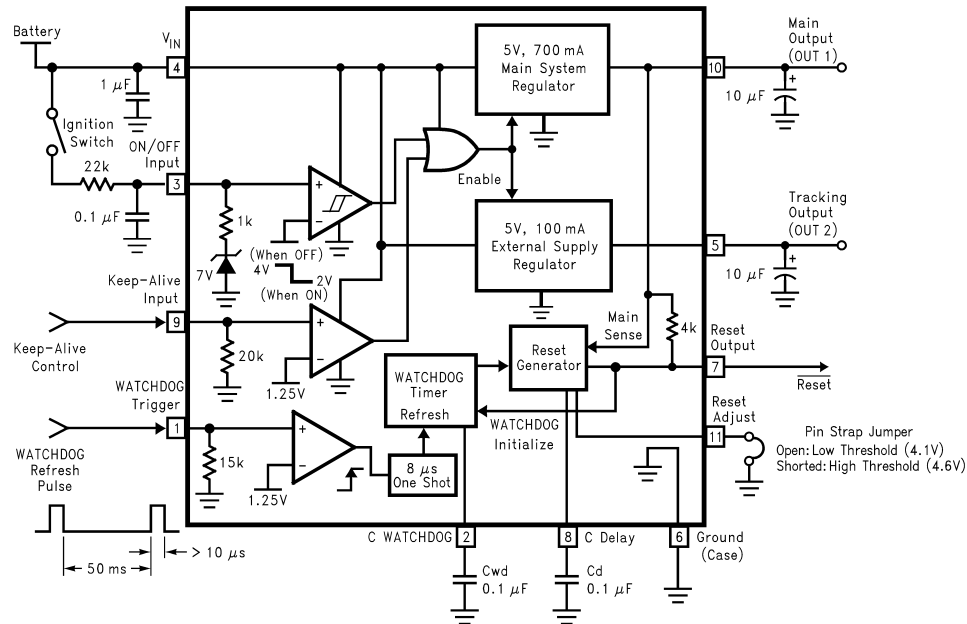 Battery
V_IN
4
1 µF
Ignition
Switch
ON/OFF
Input
22k
3
0.1 µF
1k
7V
(When OFF)
4V
2V
(When ON)
+
−
5V, 700 mA
Main System
Regulator
Enable
5V, 100 mA
External Supply
Regulator
10
Main
Output
(OUT 1)
+
10 µF
5
Tracking
Output
(OUT 2)
+
10 µF
Keep-Alive
Input
9
Keep-Alive
Control
20k
+
−
1.25V
WATCHDOG
Trigger
1
WATCHDOG
Refresh
Pulse
15k
+
−
1.25V
8 µs
One Shot
WATCHDOG
Timer
Refresh
Reset
Generator
Main
Sense
4k
WATCHDOG
Initialize
Reset
Output
7
Reset
Reset
Adjust
11
Pin Strap Jumper
Open: Low Threshold (4.1V)
Shorted: High Threshold (4.6V)
> 10 µs
50 ms
C WATCHDOG
2
Cwd
0.1 µF
8
C Delay
Cd
0.1 µF
6
Ground
(Case)